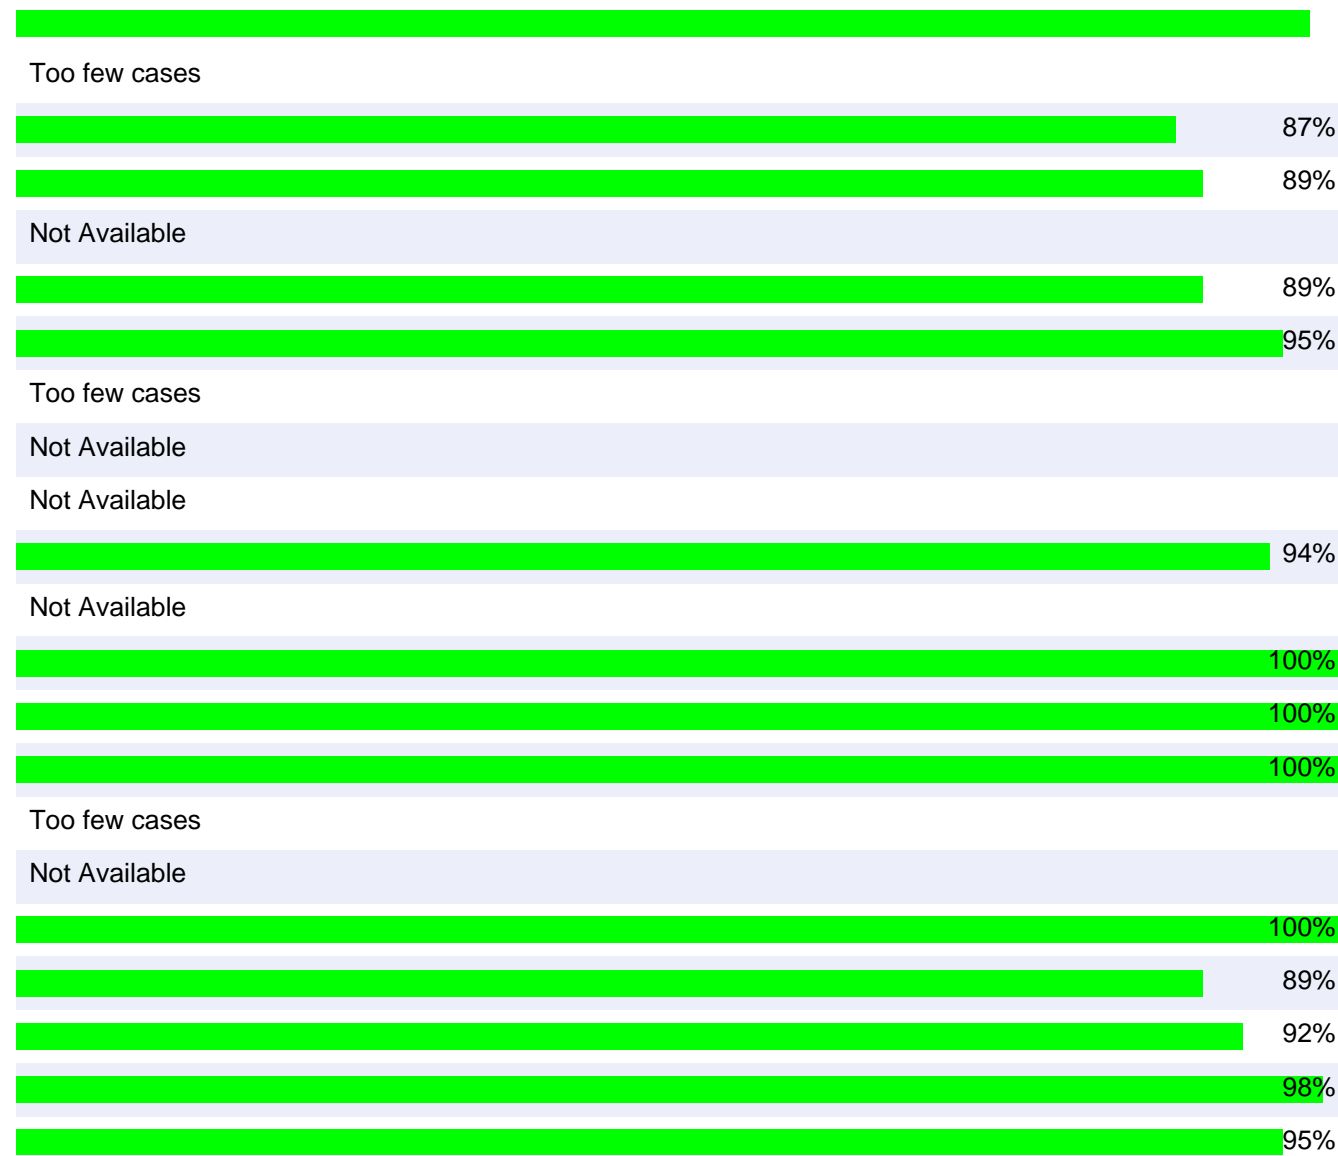 Too few cases
87%
89%
Not Available
89%
95%
Too few cases
Not Available
Not Available
94%
Not Available
100%
100%
100%
Too few cases
Not Available
100%
89%
92%
98%
95%